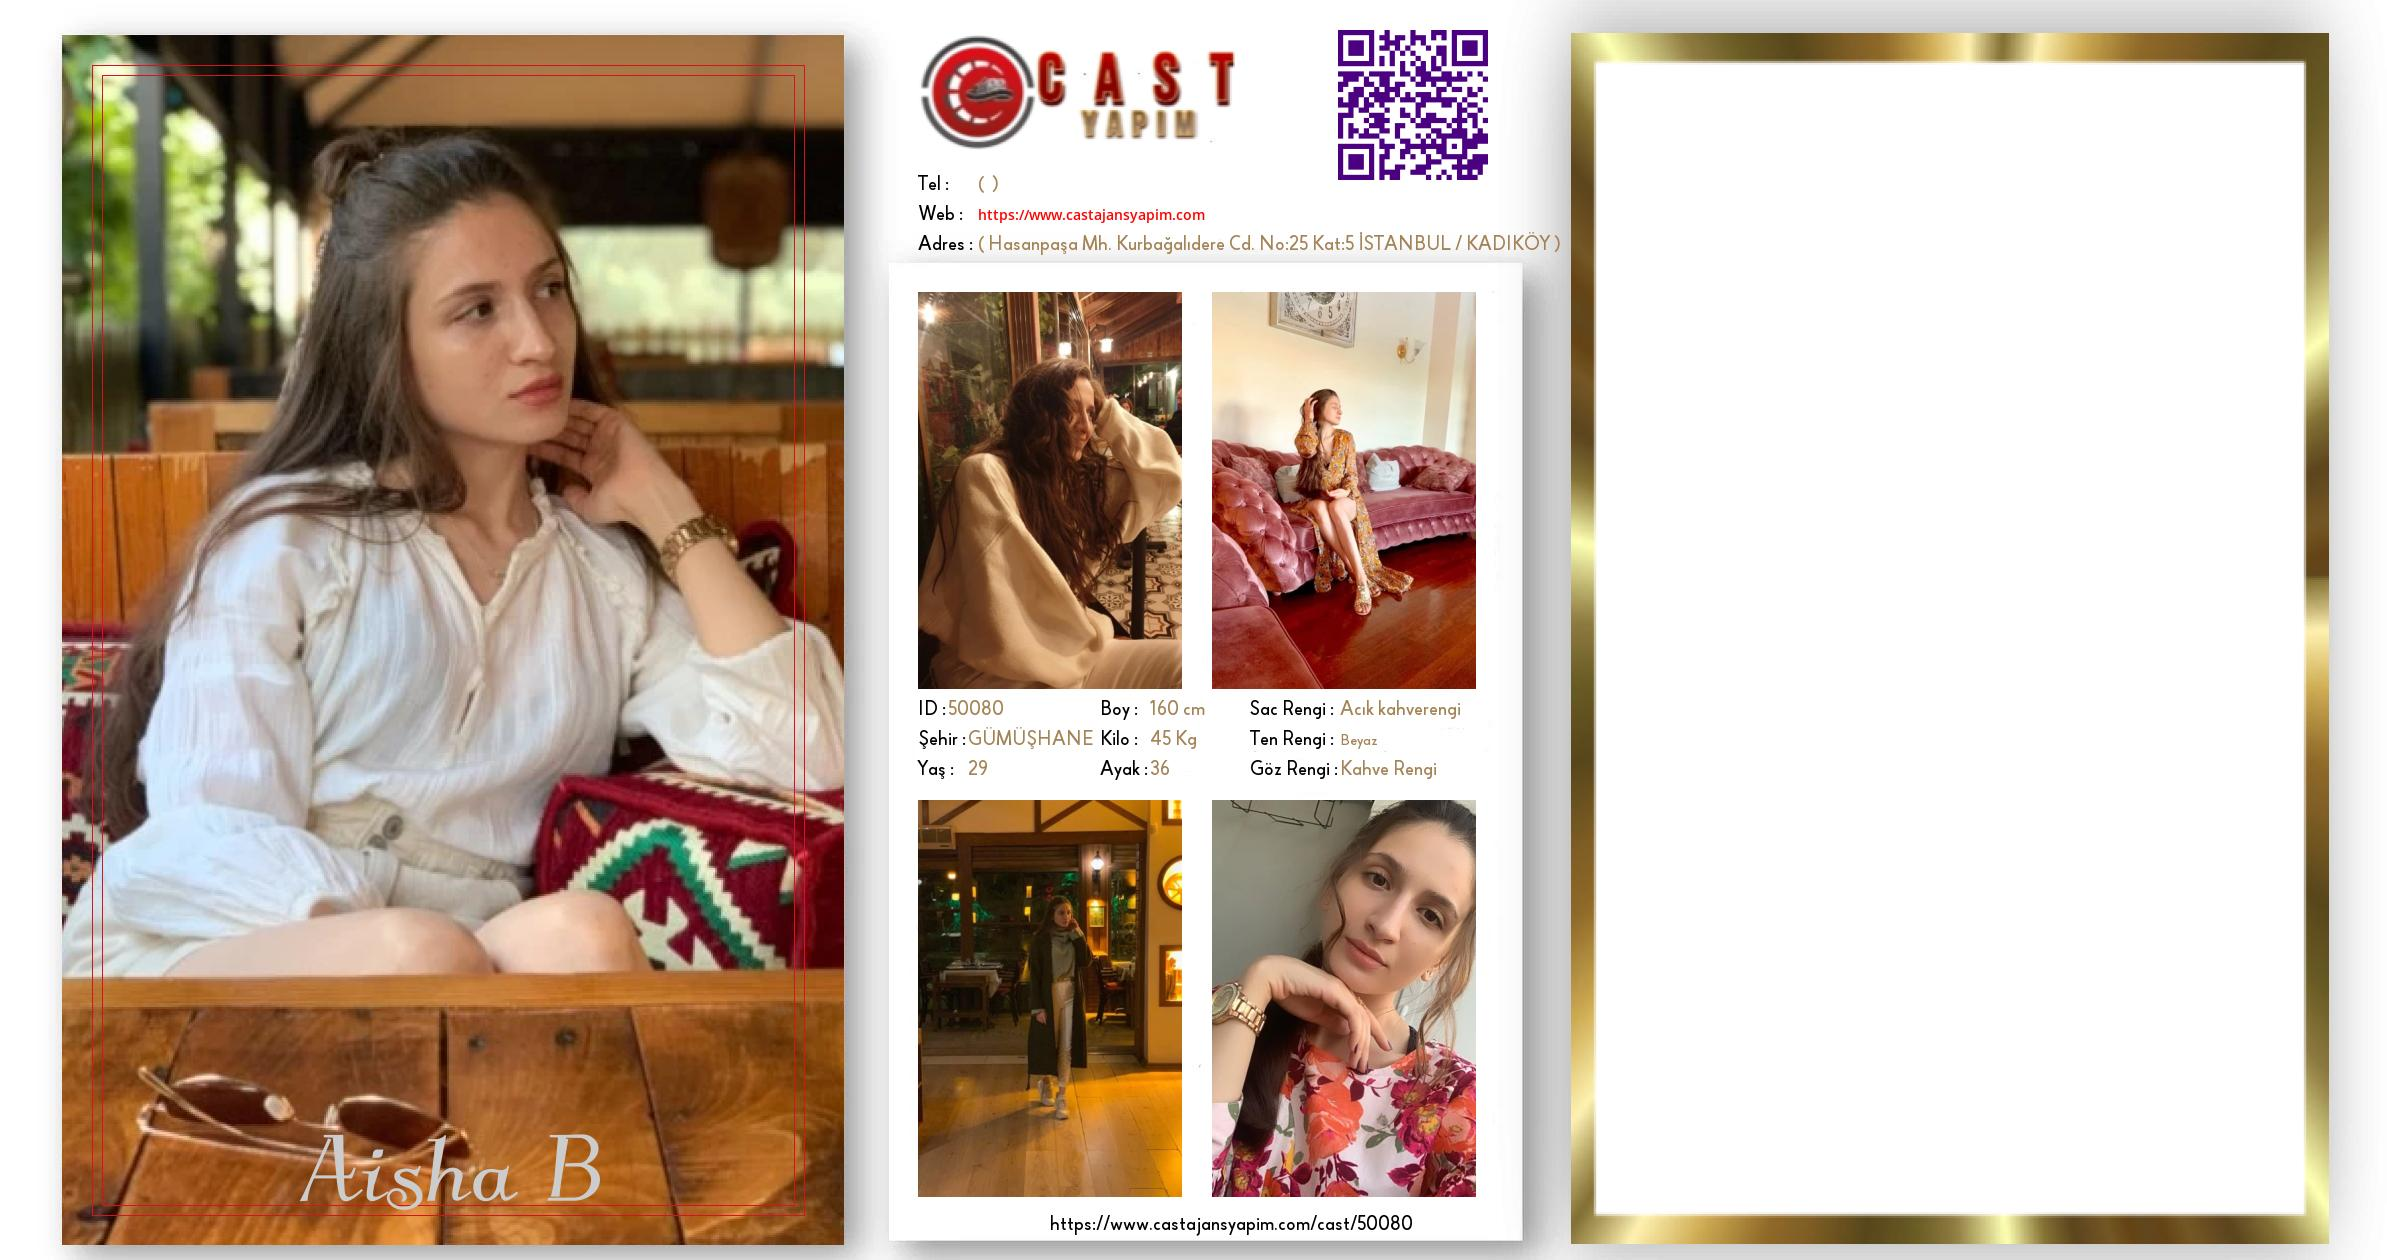 Aisha B
CAST
YAPIM
Tel : ( )
Web : https://www.castajansyapim.com
Adres : ( Hasanpaşa Mh. Kurbağalıdere Cd. No:25 Kat:5 İSTANBUL / KADIKÖY )
ID : 50080 Boy : 160 cm Sac Rengi : Acık kahverengi
Şehir : GÜMÜŞHANE Kilo : 45 Kg Ten Rengi : Beyaz
Yaş : 29 Ayak : 36 Göz Rengi : Kahve Rengi
https://www.castajansyapim.com/cast/50080